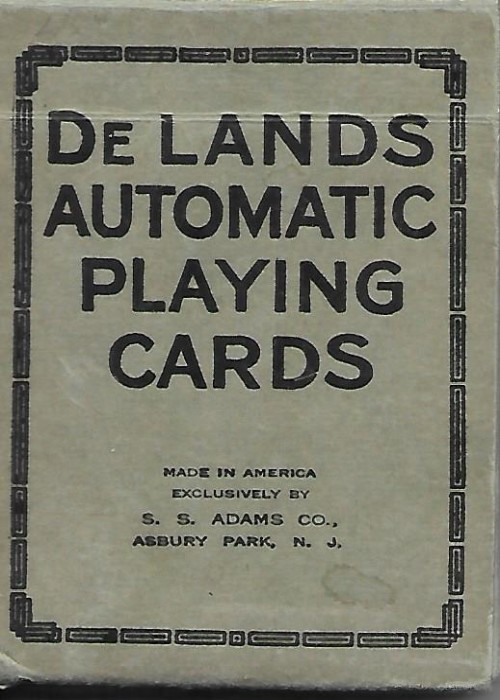 DE LANDS
AUTOMATIC
PLAYING
CARDS
MADE IN AMERICA
EXCLUSIVELY BY
S. S. ADAMS CO.,
ASBURY PARK, N. J.